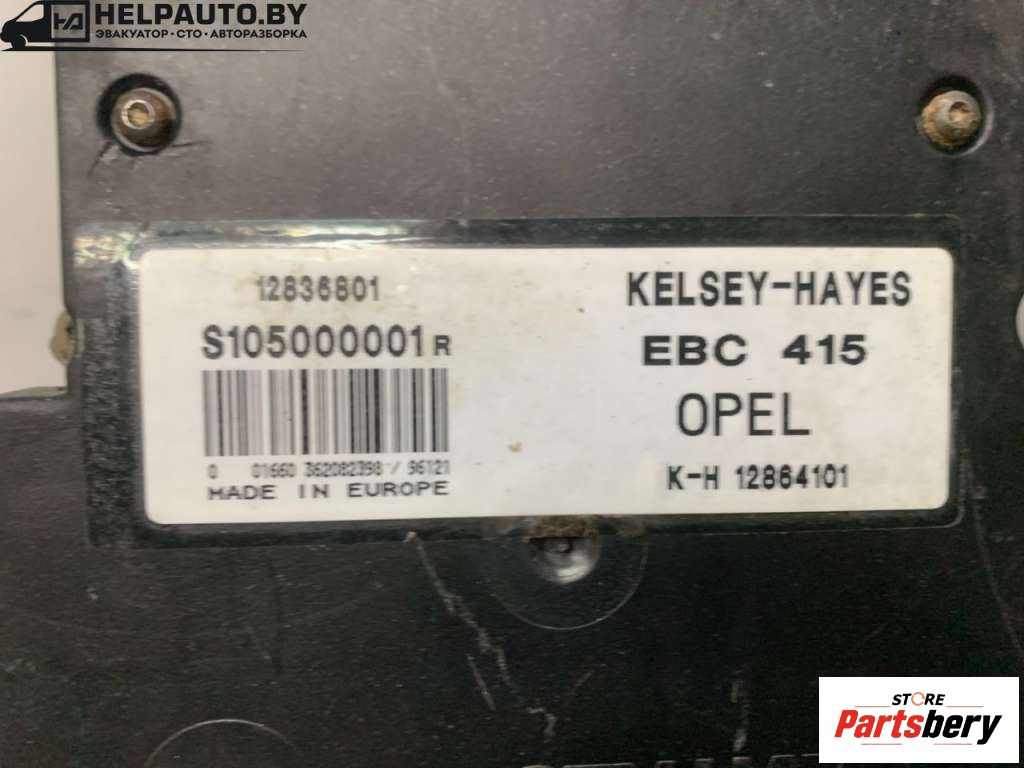 HELPAUTO.BY
ЭВАКУАТОР · СТО · АВТОРАЗБОРКА
12836801
S105000001 R
0 01660 362082398 / 96121
MADE IN EUROPE
KELSEY-HAYES
EBC 415
OPEL
K-H 12864101
STORE
Partsbery